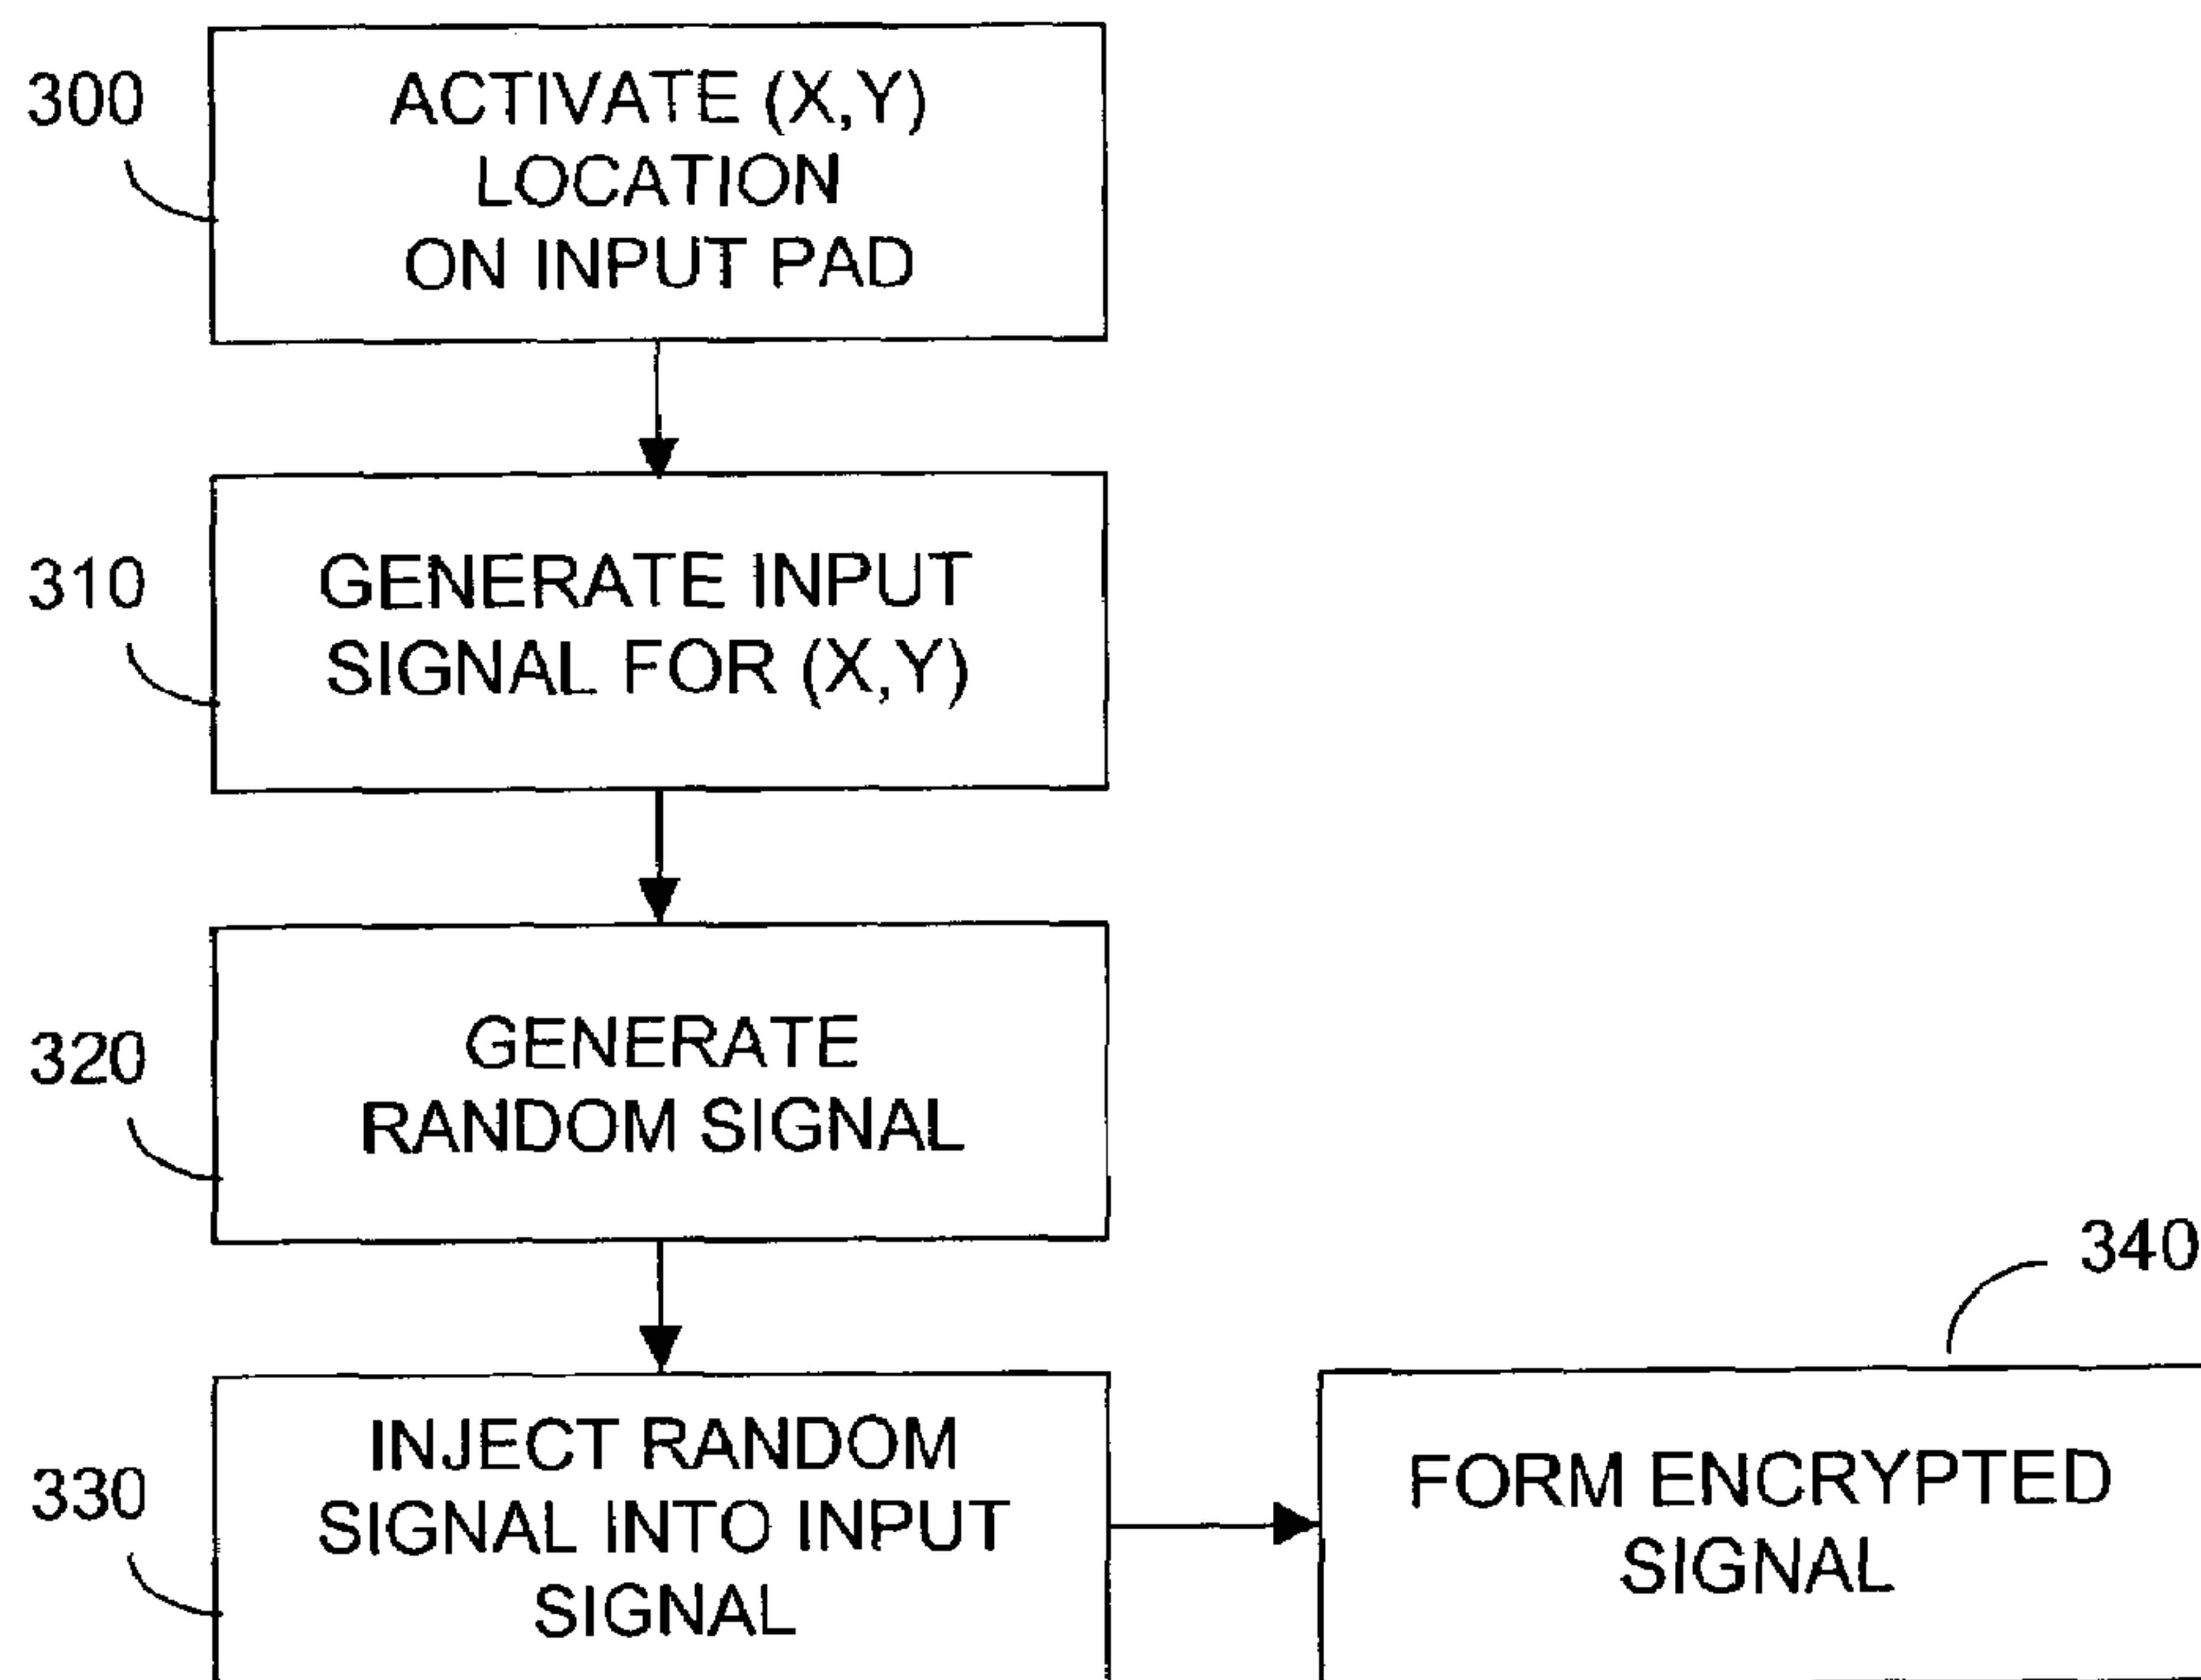 300
ACTIVATE (X,Y)
LOCATION
ON INPUT PAD
310
GENERATE INPUT
SIGNAL FOR (X,Y)
320
GENERATE
RANDOM SIGNAL
330
INJECT RANDOM
SIGNAL INTO INPUT
SIGNAL
340
FORM ENCRYPTED
SIGNAL